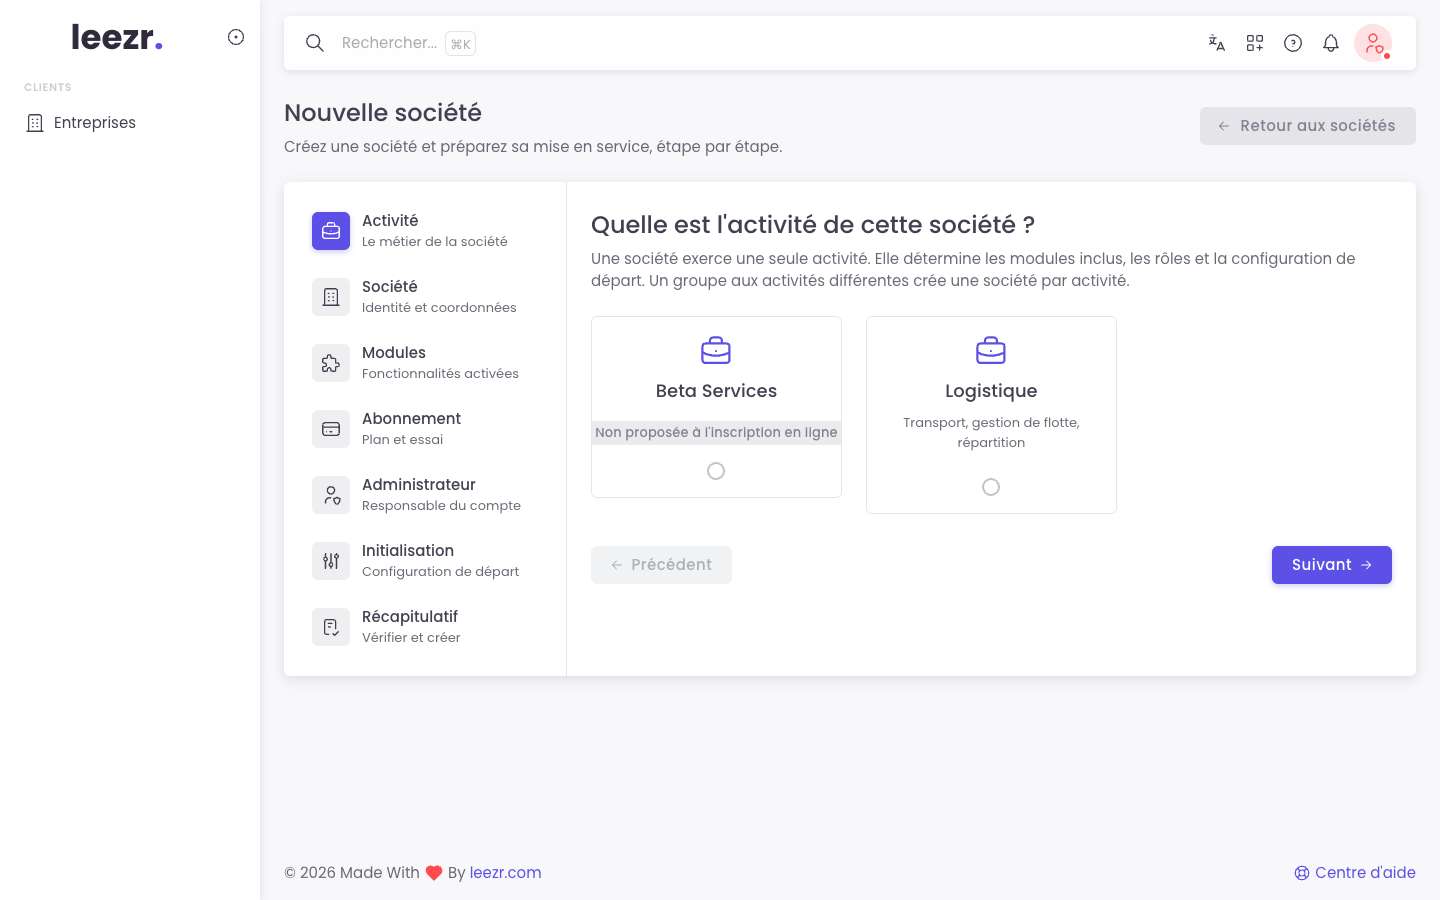 leezr.
CLIENTS
Entreprises
Rechercher... ⌘K
Nouvelle société
Créez une société et préparez sa mise en service, étape par étape.
← Retour aux sociétés
Activité
Le métier de la société
Société
Identité et coordonnées
Modules
Fonctionnalités activées
Abonnement
Plan et essai
Administrateur
Responsable du compte
Initialisation
Configuration de départ
Récapitulatif
Vérifier et créer
Quelle est l'activité de cette société ?
Une société exerce une seule activité. Elle détermine les modules inclus, les rôles et la configuration de
départ. Un groupe aux activités différentes crée une société par activité.
Beta Services
Non proposée à l'inscription en ligne
Logistique
Transport, gestion de flotte,
répartition
← Précédent
Suivant →
© 2026 Made With ❤ By leezr.com
Centre d'aide